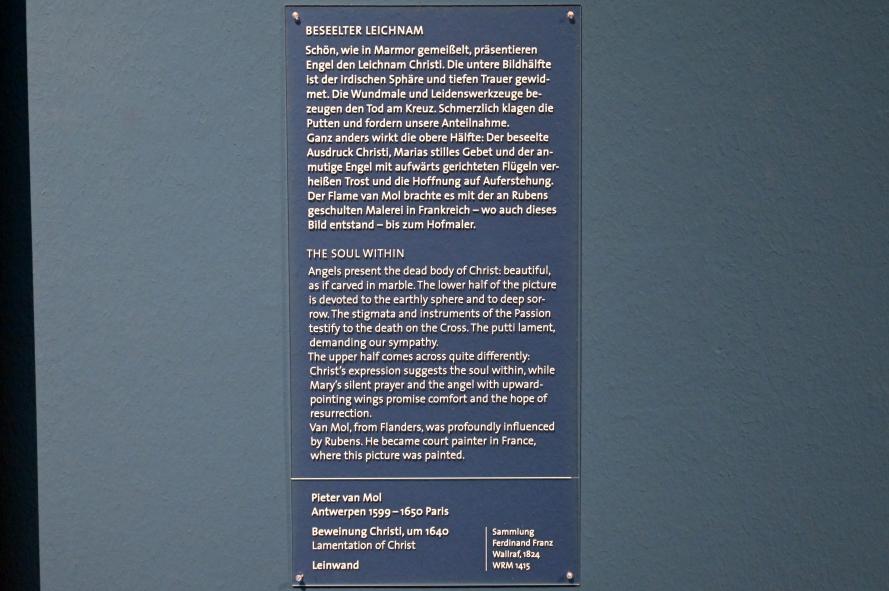 BESEELTER LEICHNAM
Schön, wie in Marmor gemeißelt, präsentieren
Engel den Leichnam Christi. Die untere Bildhälfte
ist der irdischen Sphäre und tiefen Trauer gewid-
met. Die Wundmale und Leidenswerkzeuge be-
zeugen den Tod am Kreuz. Schmerzlich klagen die
Putten und fordern unsere Anteilnahme.
Ganz anders wirkt die obere Hälfte: Der beseelte
Ausdruck Christi, Marias stilles Gebet und der an-
mutige Engel mit aufwärts gerichteten Flügeln ver-
heißen Trost und die Hoffnung auf Auferstehung.
Der Flame van Mol brachte es mit der an Rubens
geschulten Malerei in Frankreich – wo auch dieses
Bild entstand – bis zum Hofmaler.
THE SOUL WITHIN
Angels present the dead body of Christ: beautiful,
as if carved in marble. The lower half of the picture
is devoted to the earthly sphere and to deep sor-
row. The stigmata and instruments of the Passion
testify to the death on the Cross. The putti lament,
demanding our sympathy.
The upper half comes across quite differently:
Christ's expression suggests the soul within, while
Mary's silent prayer and the angel with upward-
pointing wings promise comfort and the hope of
resurrection.
Van Mol, from Flanders, was profoundly influenced
by Rubens. He became court painter in France,
where this picture was painted.
Pieter van Mol
Antwerpen 1599 – 1650 Paris
Beweinung Christi, um 1640
Lamentation of Christ
Leinwand
Sammlung
Ferdinand Franz
Wallraf, 1824
WRM 1415